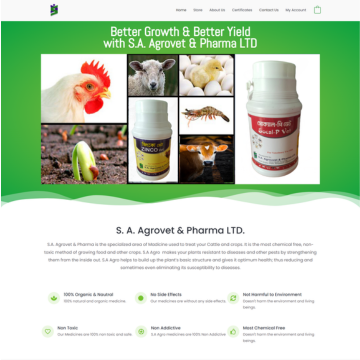 Home Store About Us Certificates Contact Us My Account
Better Growth & Better Yield
with S.A. Agrovet & Pharma LTD
ZINCO
S. A. Agrovet & Pharma LTD.
S.A. Agrovet & Pharma is the specialised area of Medicine used to treat your Cattle and crops. It is the most chemical free, non-
toxic method of growing food and other crops. S.A Agro makes your plants resistant to diseases and other pests by strengthening
them from the inside out. S.A Agro helps to build up the plant's basic structure and gives it optimum health; thus reducing and
sometimes even eliminating its susceptibility to diseases.
100% Organic & Nautral
100% natural and organic medicine.
No Side Effects
Our medicines are without any side effects.
Not Harmful to Environment
Doesn't harm the environment and living
beings.
Non Toxic
Our Medicines are 100% non toxic and safe.
Non Addictive
S.A Agro medicines are 100% Non Addictive
Most Chemical Free
Doesn't harm the environment and living
beings.